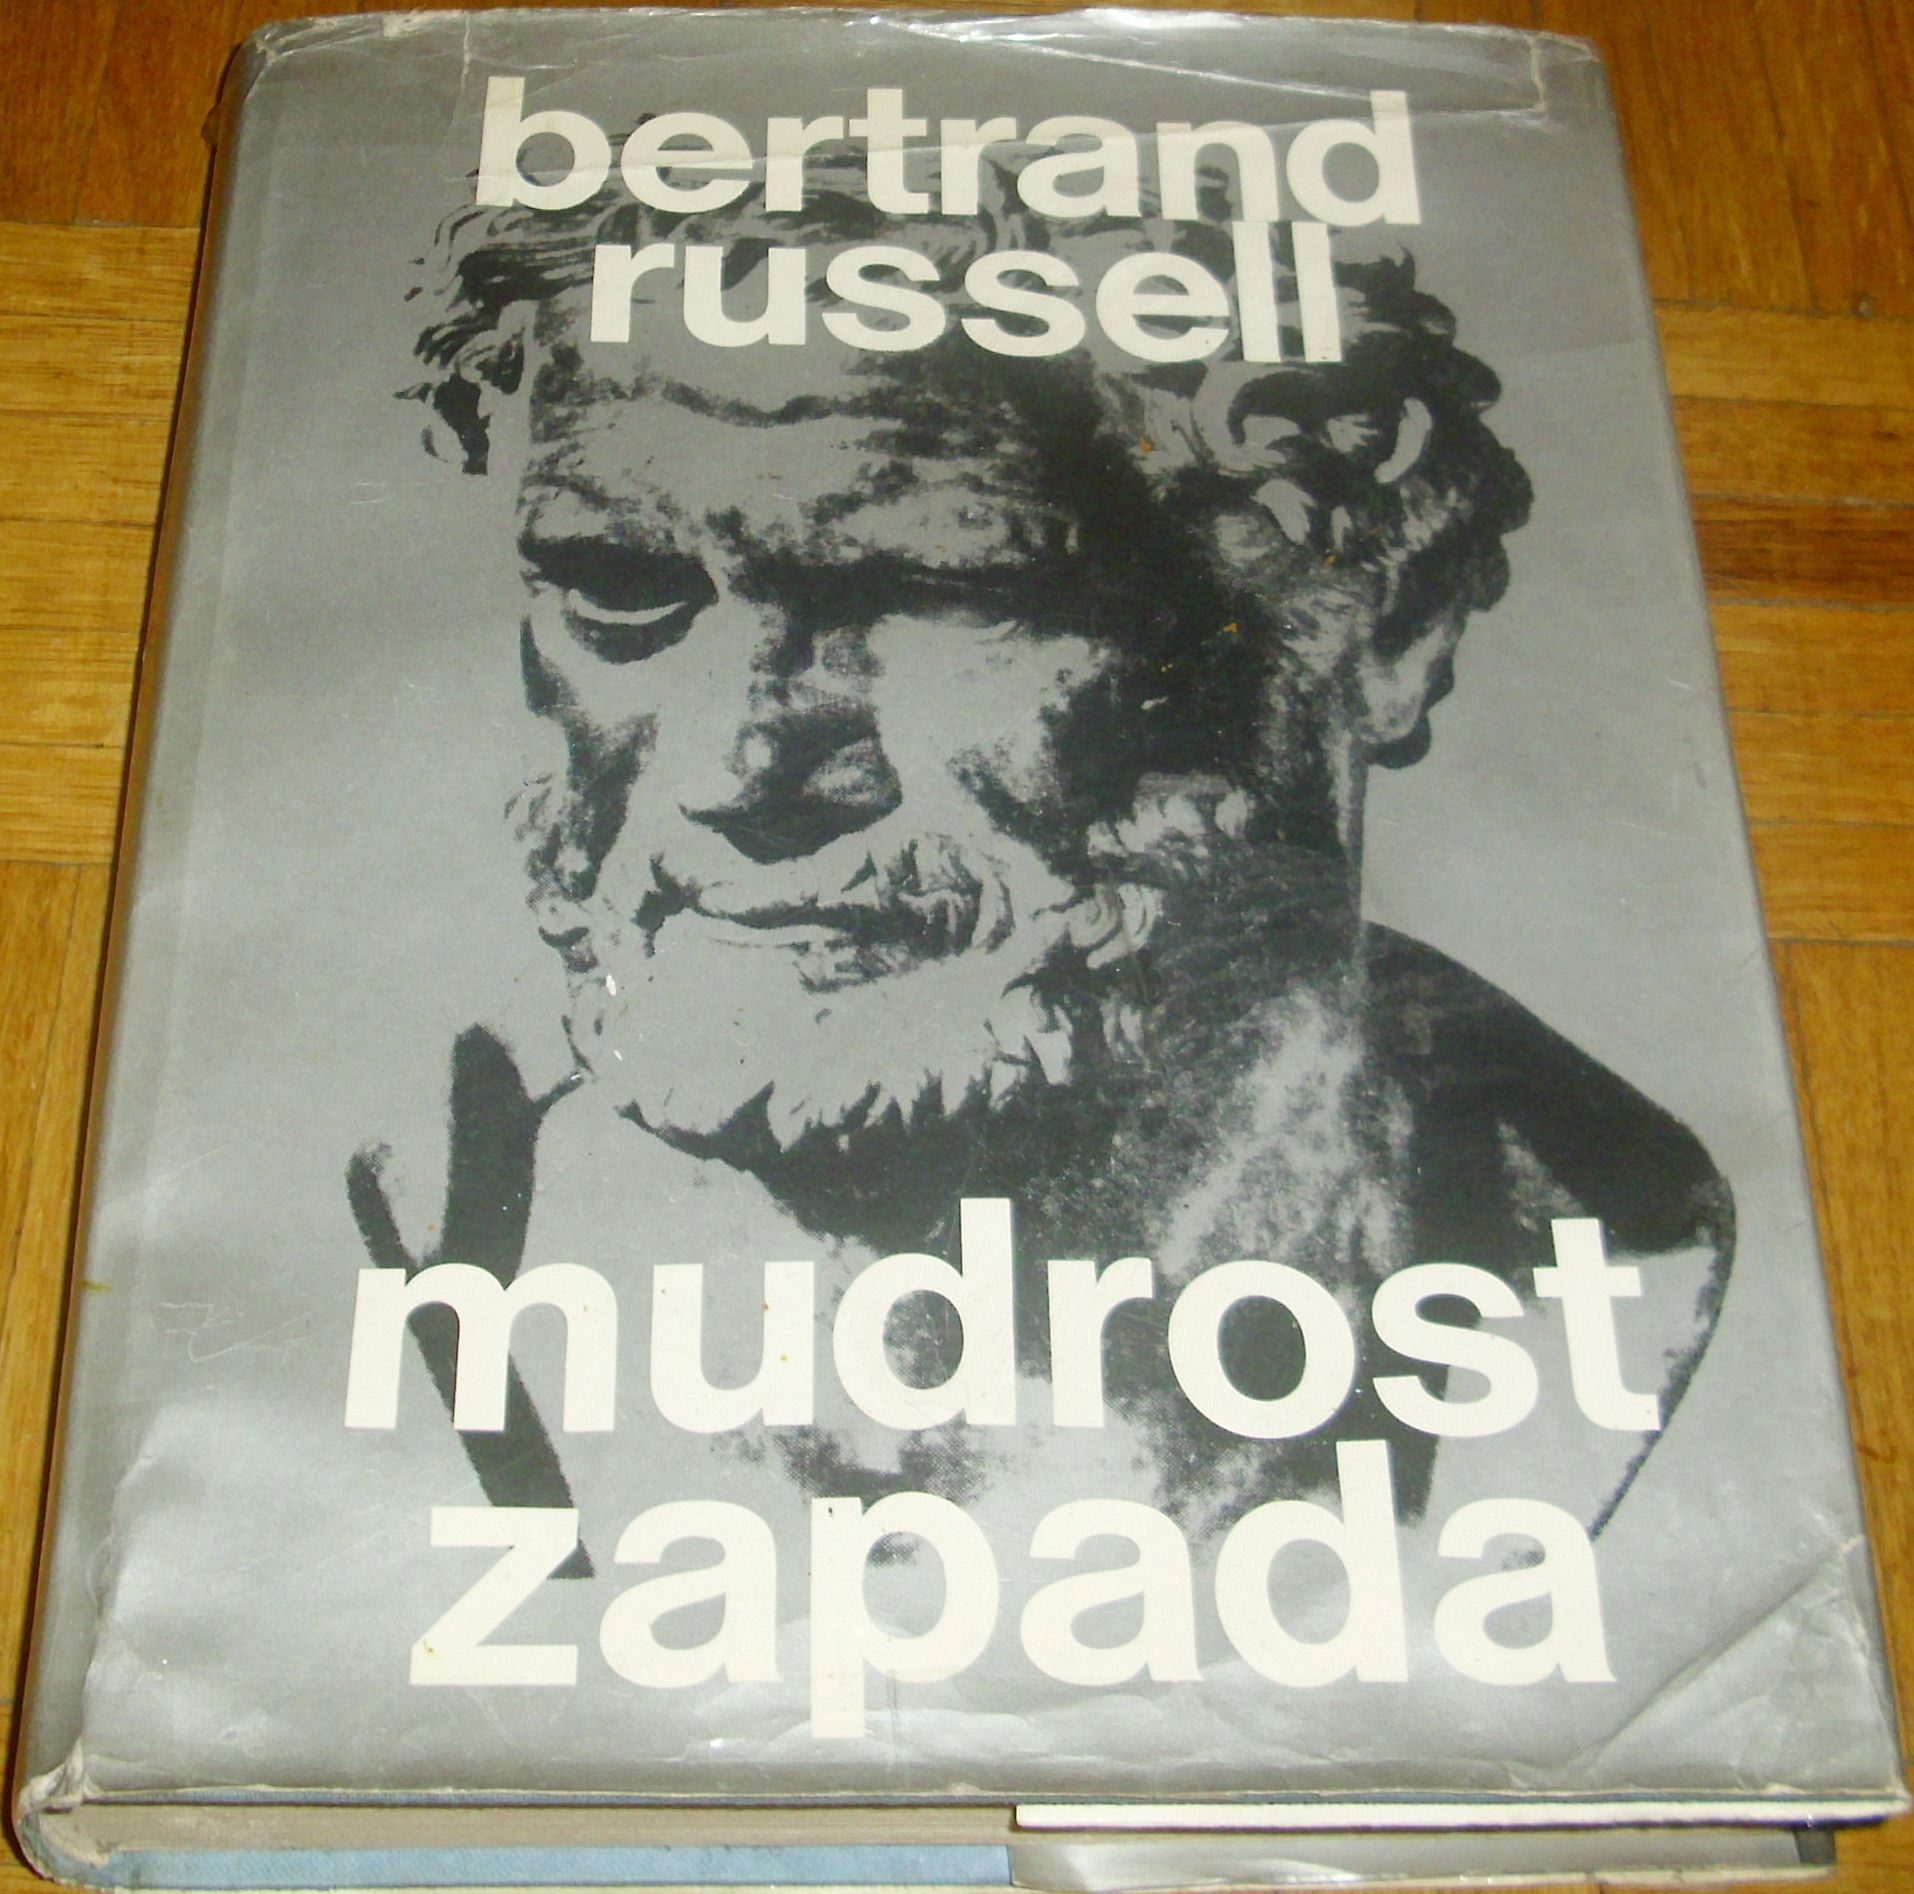 bertrand
russell
mudrost
zapada